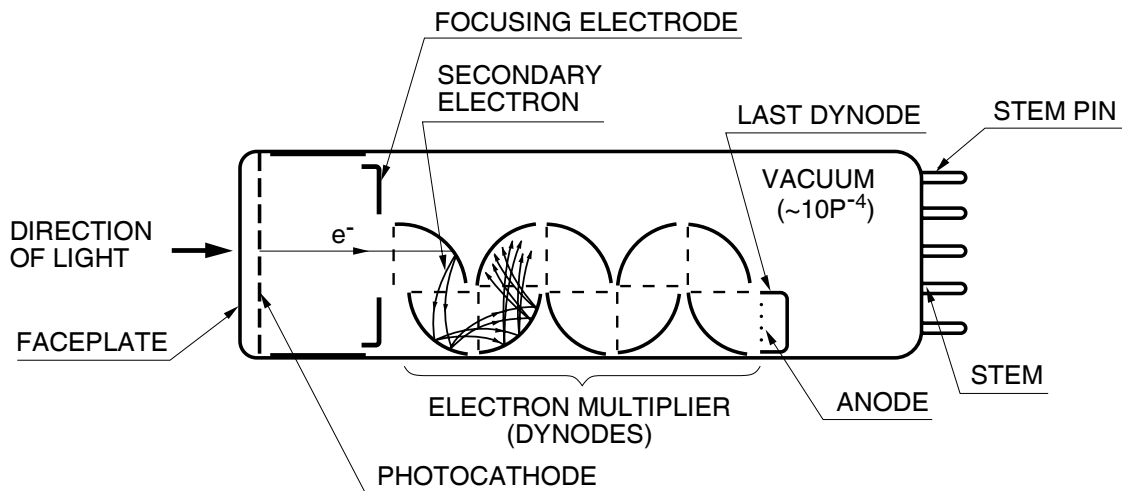 FOCUSING ELECTRODE
SECONDARY
ELECTRON
LAST DYNODE
STEM PIN
VACUUM
(~10P⁻⁴)
DIRECTION
OF LIGHT
e⁻
FACEPLATE
STEM
ELECTRON MULTIPLIER
(DYNODES)
ANODE
PHOTOCATHODE